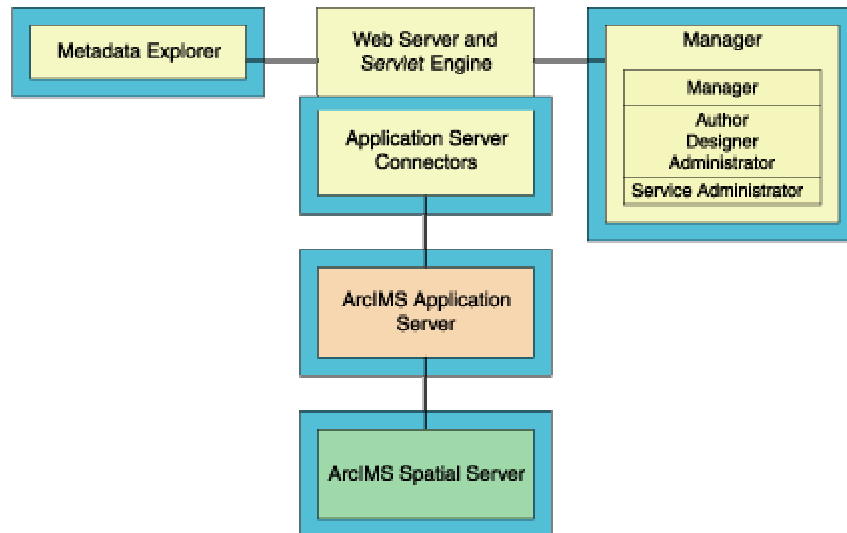 Metadata Explorer
Web Server and
Servlet Engine
Manager
Manager
Author
Designer
Administrator
Service Administrator
Application Server
Connectors
ArcIMS Application
Server
ArcIMS Spatial Server